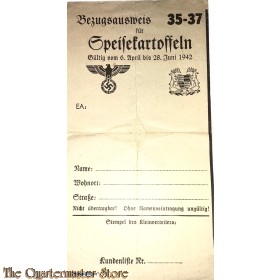 Bezugsausweis 35-37
für
Speisekartoffeln
Gültig vom 6. April bis 28. Juni 1942
EA:
Name:
Wohnort:
Straße:
Nicht übertragbar! Ohne Namenseintragung ungültig!
Stempel des Kleinverteilers:
Kundenliste Nr.
The Quartermaster Store